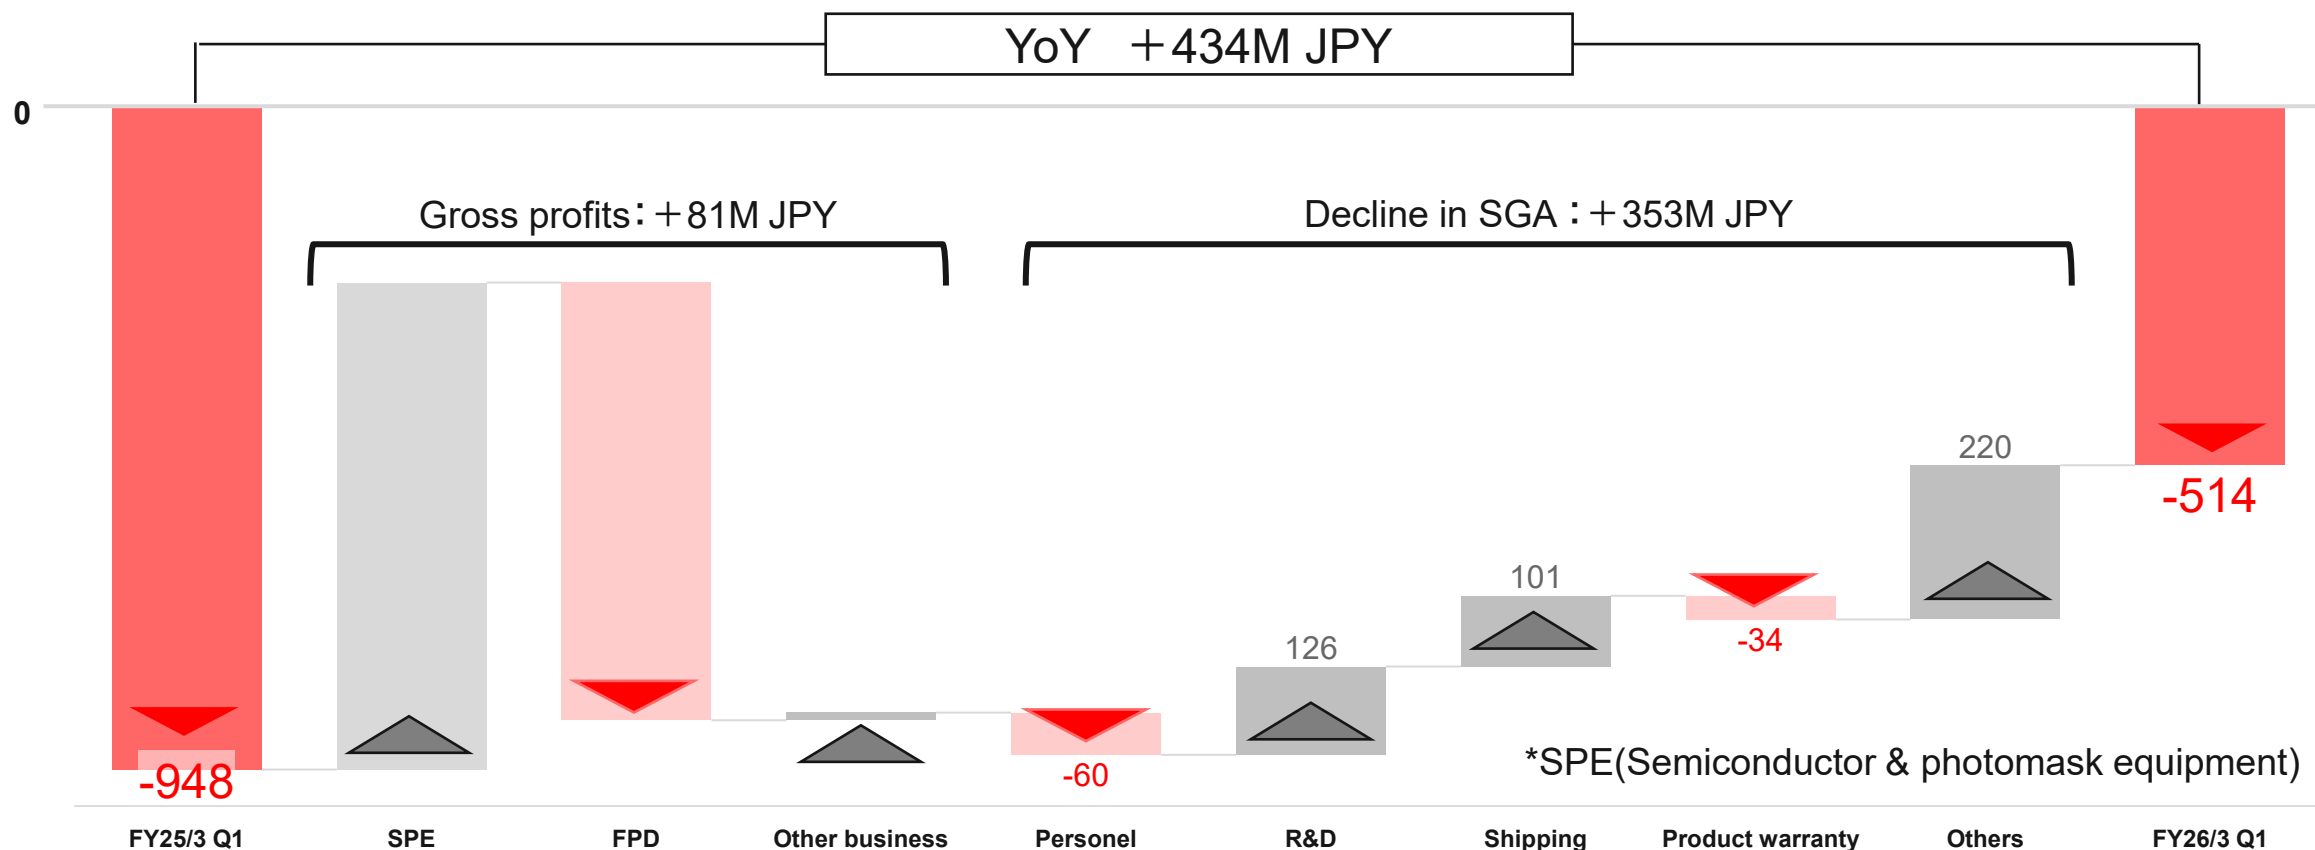 YoY +434M JPY
0
Gross profits:+81M JPY
Decline in SGA:+353M JPY
220
-514
101
-34
126
-60
*SPE(Semiconductor & photomask equipment)
-948
FY25/3 Q1
SPE
FPD
Other business
Personel
R&D
Shipping
Product warranty
Others
FY26/3 Q1